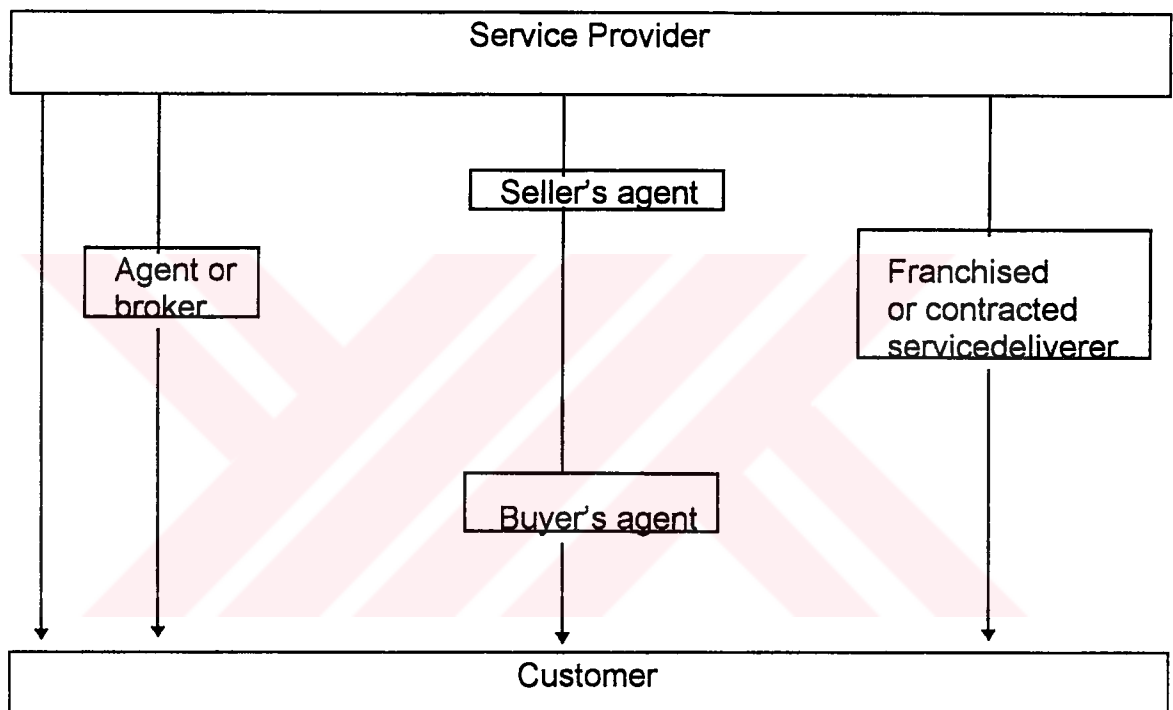 Service Provider
Seller's agent
Agent or
broker
Franchised
or contracted
servicedeliverer
Buyer's agent
Customer